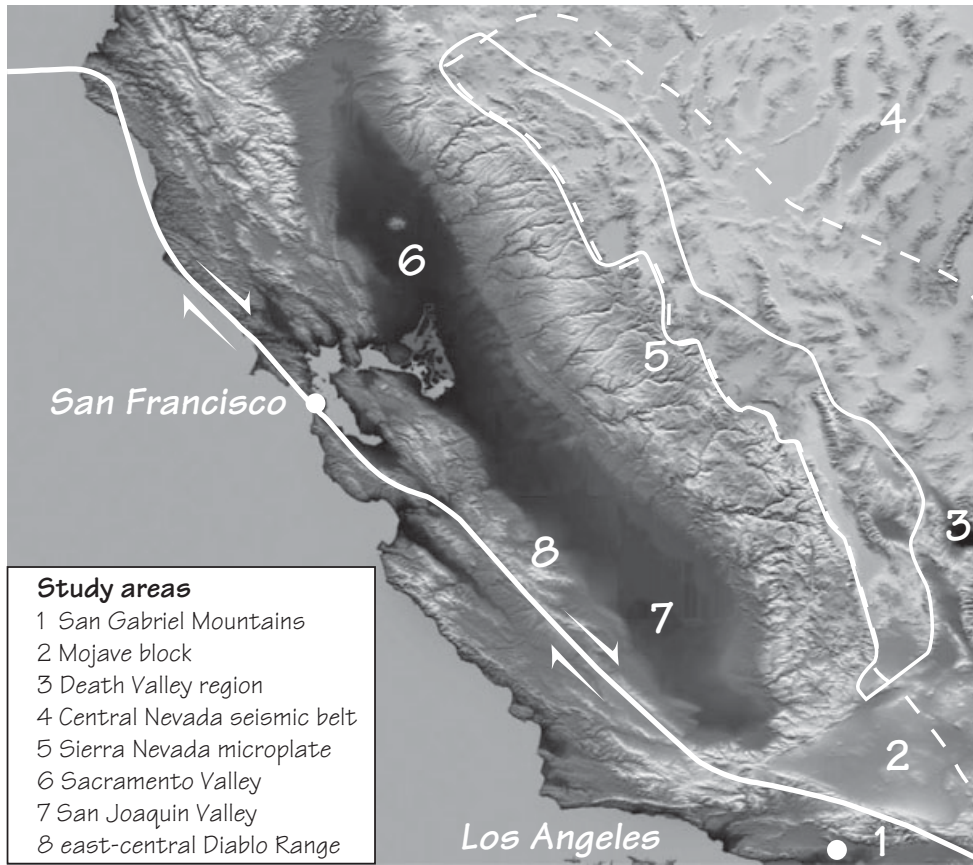 4
6
5
San Francisco
3
8
7
2
Los Angeles
1
Study areas
1 San Gabriel Mountains
2 Mojave block
3 Death Valley region
4 Central Nevada seismic belt
5 Sierra Nevada microplate
6 Sacramento Valley
7 San Joaquin Valley
8 east-central Diablo Range